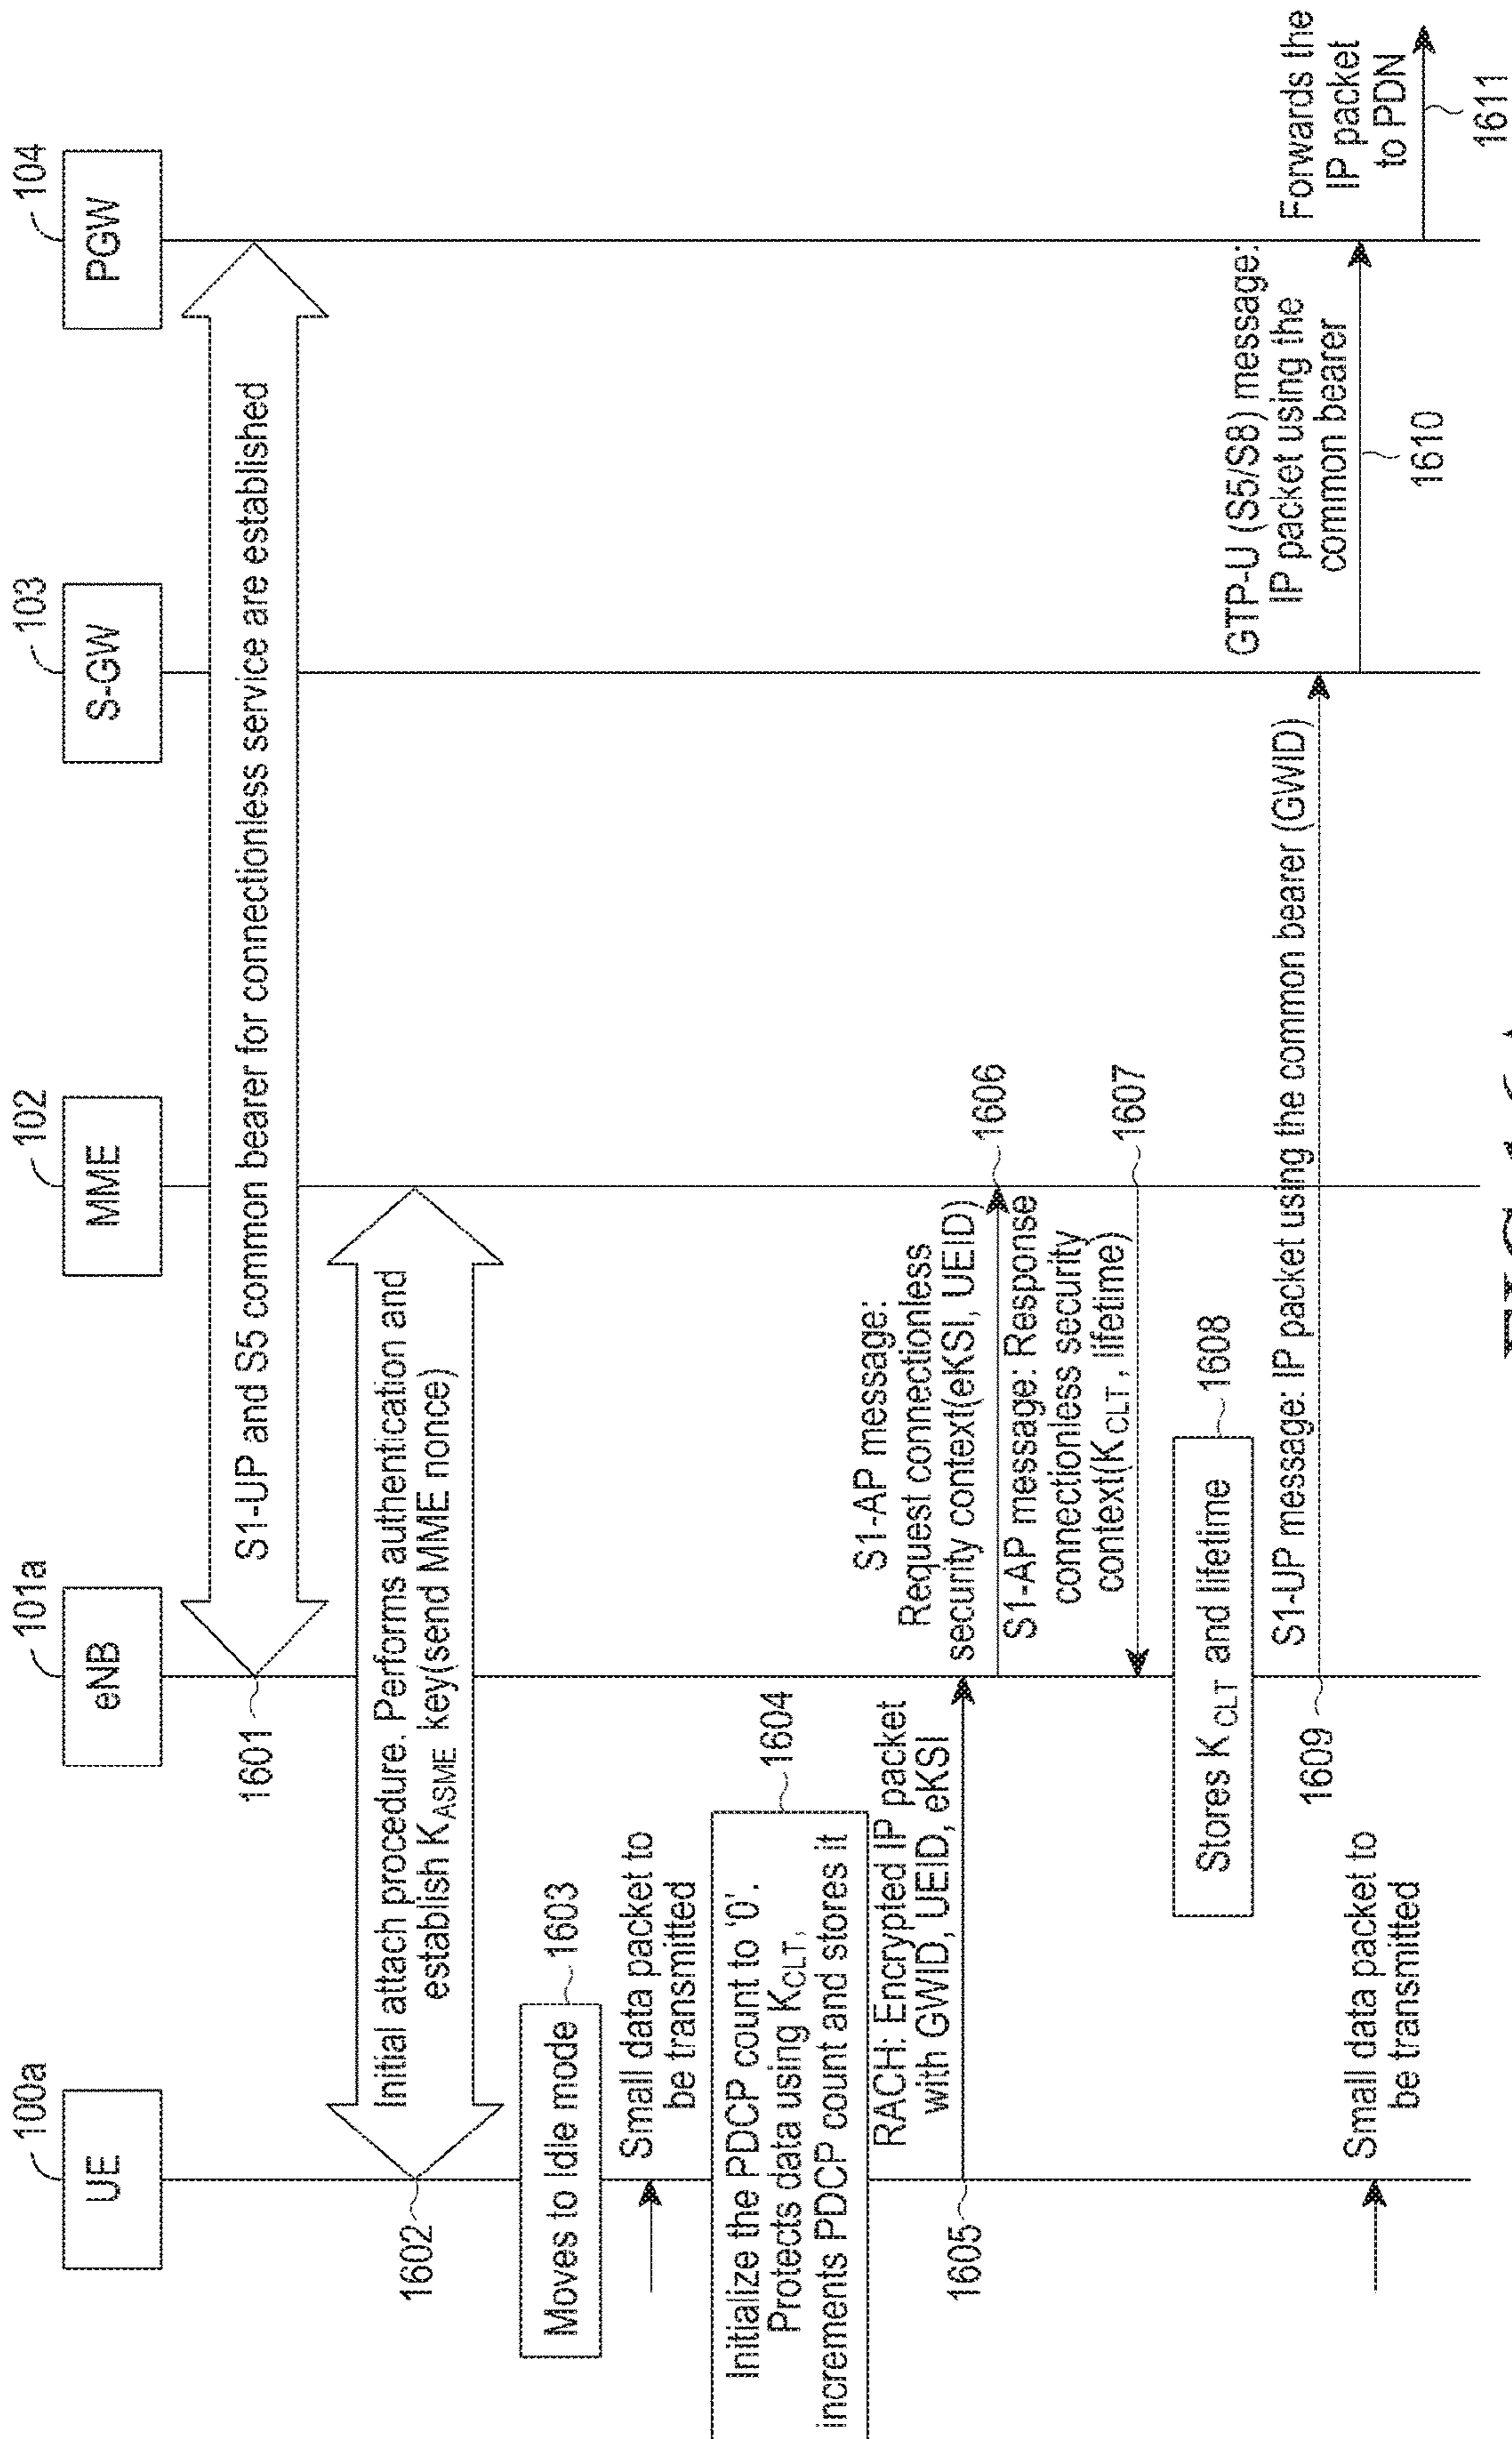 100a
UE
101a
eNB
102
MME
103
S-GW
104
PGW
S1-UP and S5 common bearer for connectionless service are established
1601
Initial attach procedure. Performs authentication and
establish K_ASME key(send MME nonce)
1602
Moves to Idle mode
1603
Small data packet to
be transmitted
Initialize the PDCP count to '0'.
Protects data using K_CLT,
increments PDCP count and stores it
1604
RACH: Encrypted IP packet
with GWID, UEID, eKSI
1605
S1-AP message:
Request connectionless
security context(eKSI, UEID)
1606
S1-AP message: Response
connectionless security
context(K_CLT, lifetime)
1607
Stores K_CLT and lifetime
1608
S1-UP message: IP packet using the common bearer (GWID)
1609
GTP-U (S5/S8) message:
IP packet using the
common bearer
1610
Forwards the
IP packet
to PDN
1611
Small data packet to
be transmitted